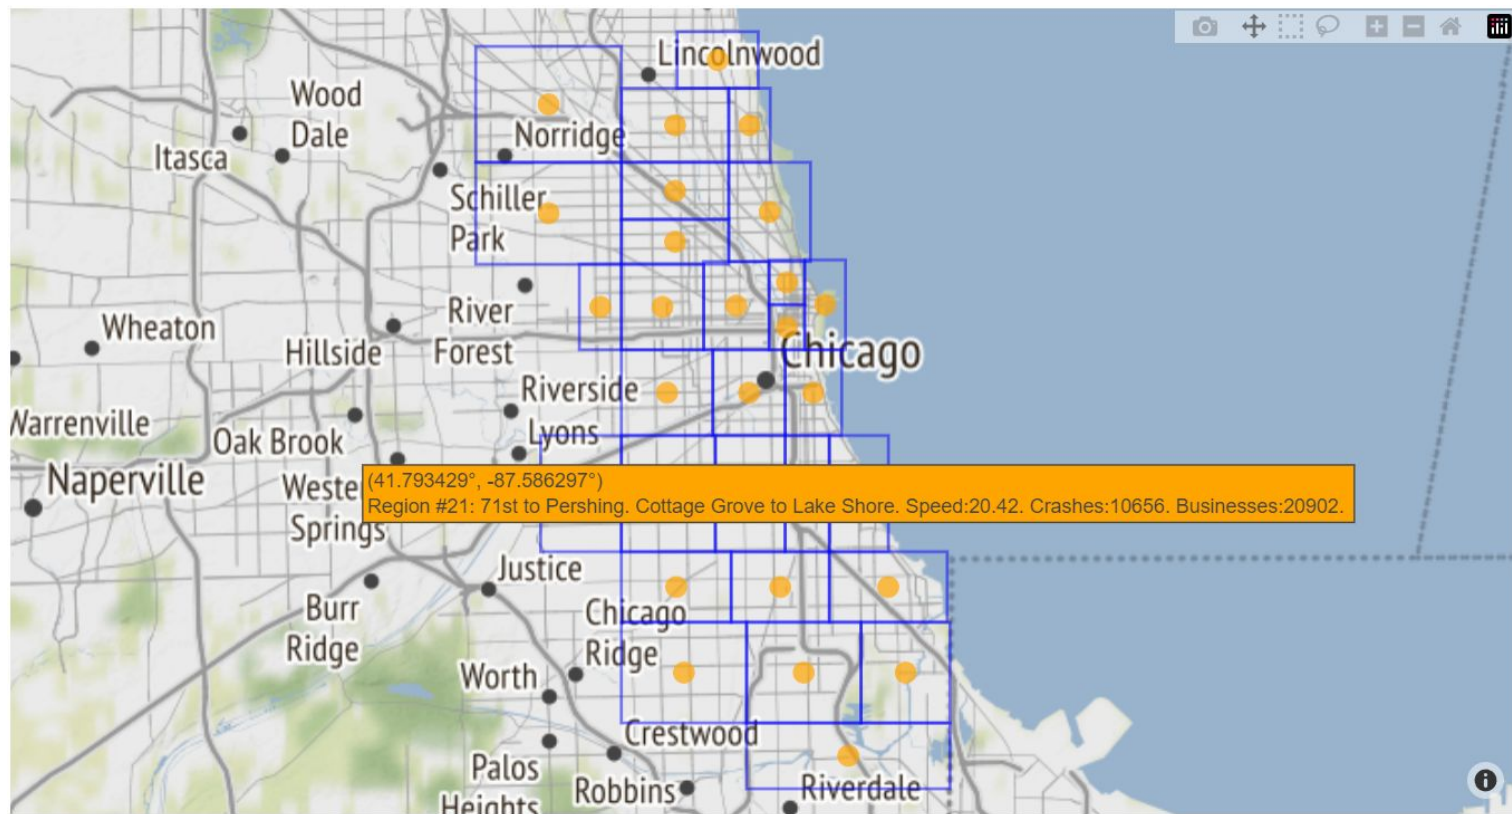 Lincolnwood
Wood
Dale
Norridge
Itasca
Schiller
Park
River
Forest
Wheaton
Hillside
Chicago
Riverside
Warrenville
Oak Brook
Lyons
Naperville
(41.793429°, -87.586297°)
Region #21: 71st to Pershing. Cottage Grove to Lake Shore. Speed:20.42. Crashes:10656. Businesses:20902.
Weste
Springs
Justice
Burr
Ridge
Chicago
Ridge
Worth
Crestwood
Palos
Heights
Robbins
Riverdale
i